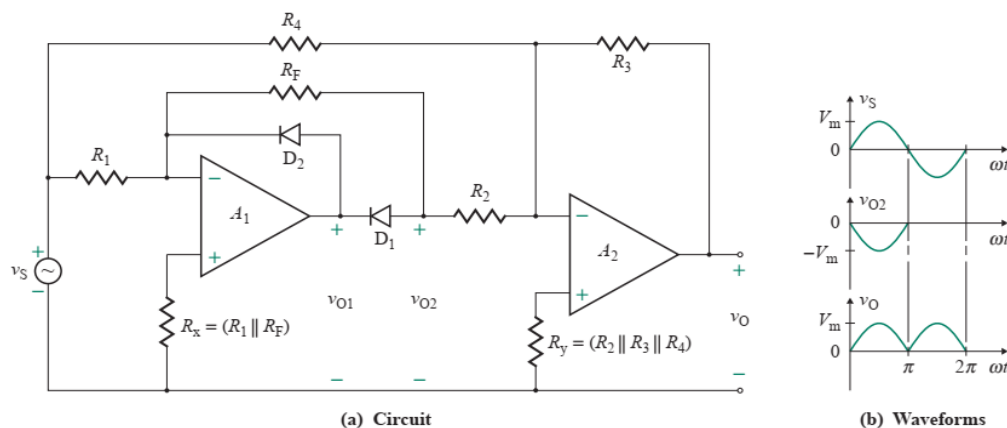 R4
RF
R3
D2
R1
−
R2
A1
D1
−
+
+
+
A2
+
vS
~
+
+
−
Rx = (R1 || RF)
vO1
vO2
Ry = (R2 || R3 || R4)
vO
−
−
−
(a) Circuit
vS
Vm
0
ωt
vO2
0
ωt
−Vm
vO
Vm
0
π
2π
ωt
(b) Waveforms